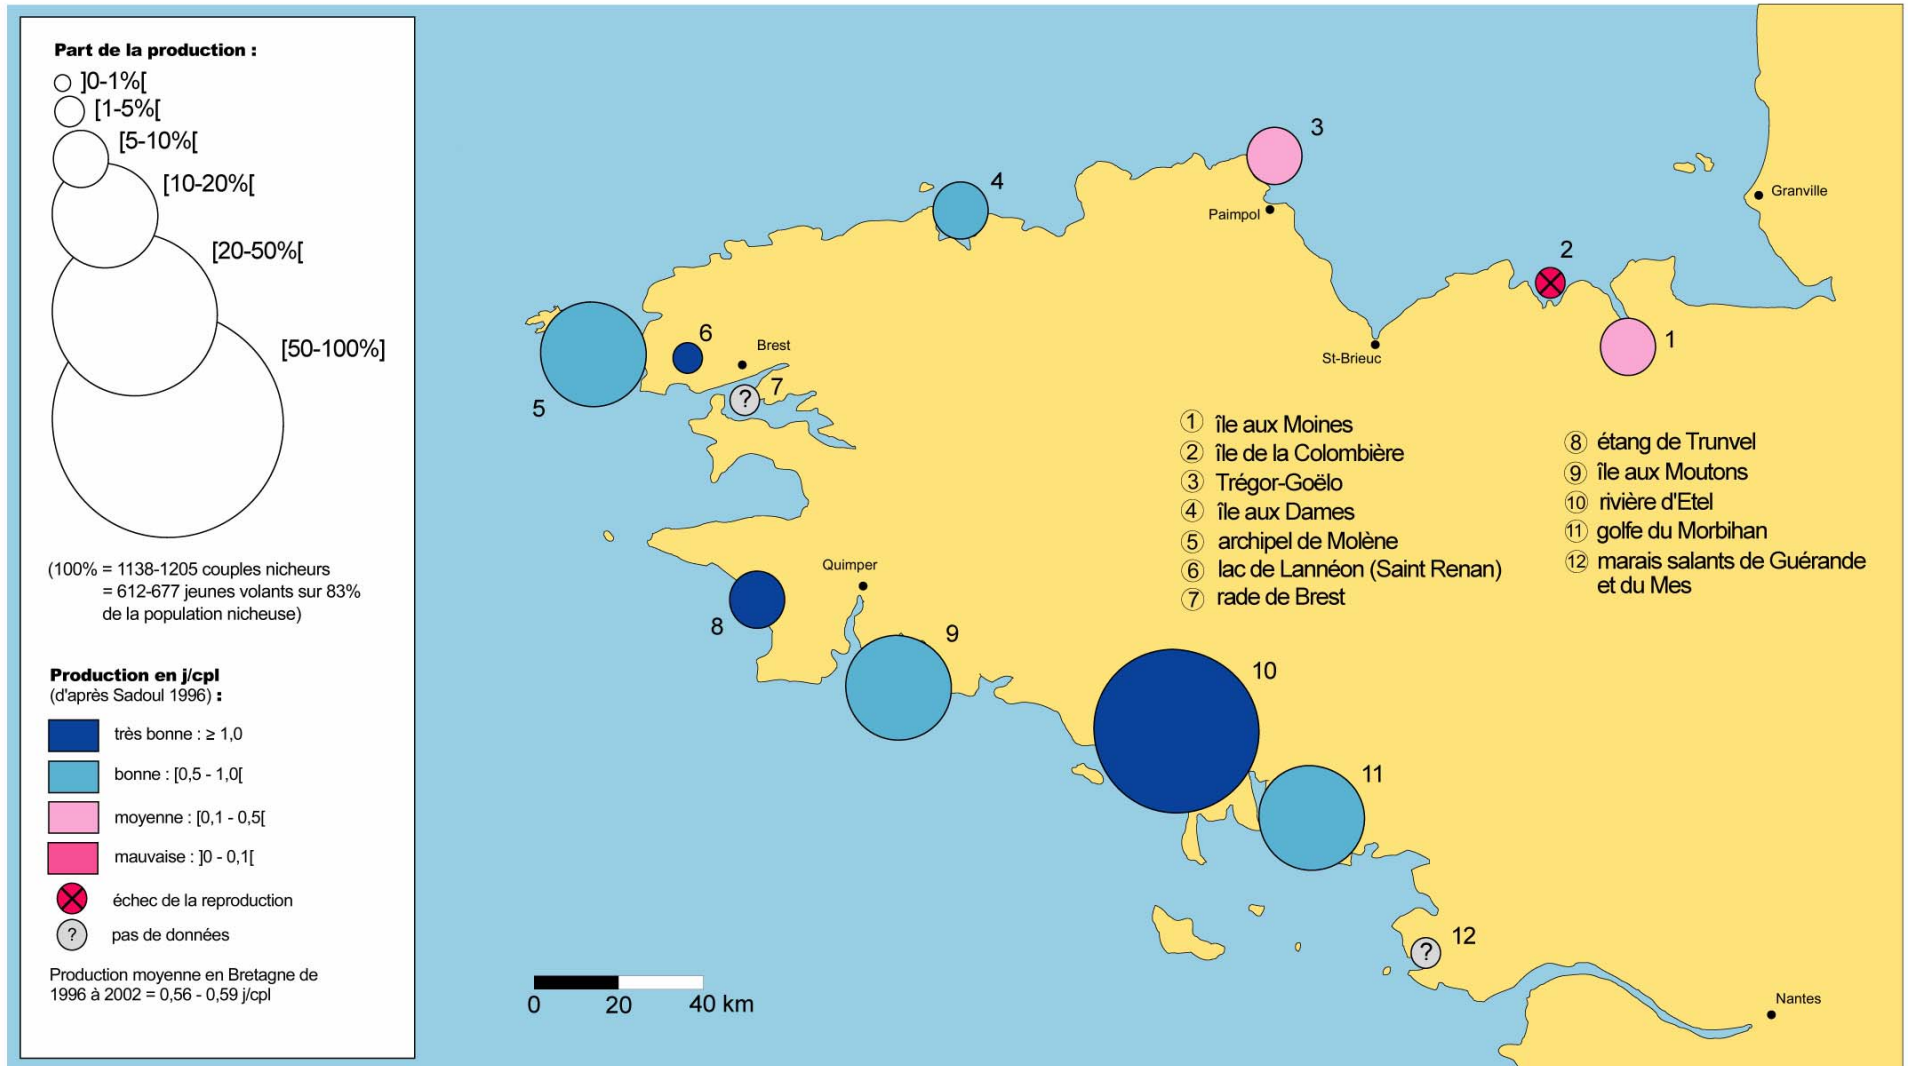 Part de la production :
]0-1%[
[1-5%[
[5-10%[
[10-20%[
[20-50%[
[50-100%]
(100% = 1138-1205 couples nicheurs
= 612-677 jeunes volants sur 83%
de la population nicheuse)
Production en j/cpl
(d'après Sadoul 1996) :
très bonne : ≥ 1,0
bonne : [0,5 - 1,0[
moyenne : [0,1 - 0,5[
mauvaise : ]0 - 0,1[
échec de la reproduction
?
pas de données
Production moyenne en Bretagne de
1996 à 2002 = 0,56 - 0,59 j/cpl
3
4
Paimpol
Granville
2
6
Brest
St-Brieuc
1
5
7
?
1 île aux Moines
2 île de la Colombière
3 Trégor-Goëlo
4 île aux Dames
5 archipel de Molène
6 lac de Lannéon (Saint Renan)
7 rade de Brest
8 étang de Trunvel
9 île aux Moutons
10 rivière d'Etel
11 golfe du Morbihan
12 marais salants de Guérande
et du Mes
Quimper
8
9
10
11
12
?
0 20 40 km
Nantes